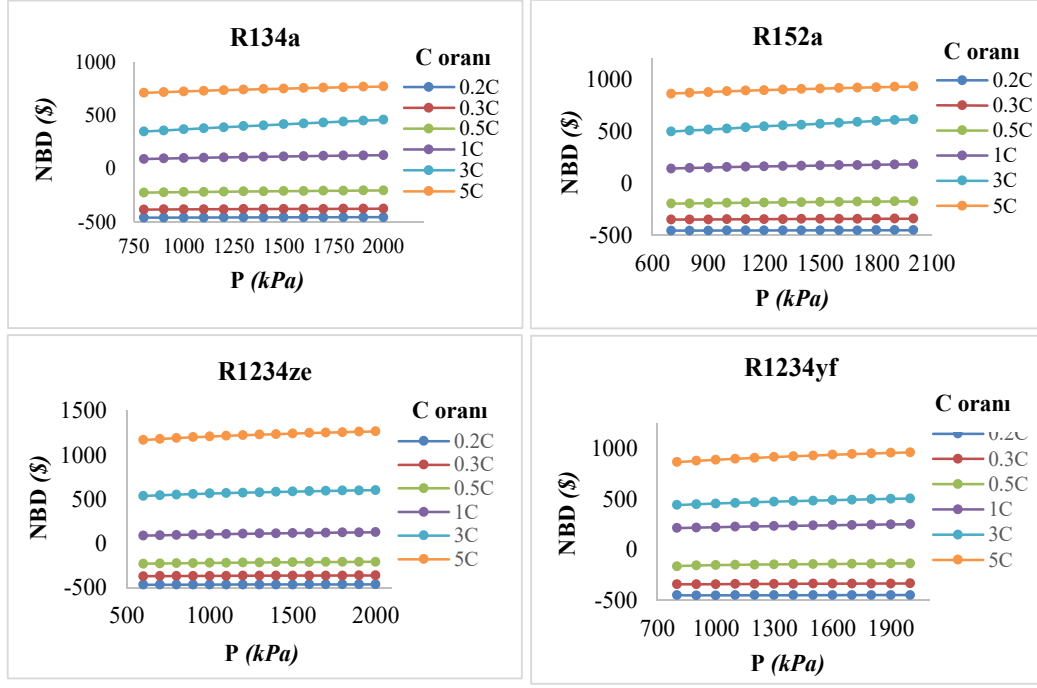 R134a
C oranı
1000
500
0
-500
NBD ($)
0.2C
0.3C
0.5C
1C
3C
5C
750 1000 1250 1500 1750 2000
P (kPa)
R152a
C oranı
1000
500
0
-500
NBD ($)
0.2C
0.3C
0.5C
1C
3C
5C
600 900 1200 1500 1800 2100
P (kPa)
R1234ze
C oranı
1500
1000
500
0
-500
NBD ($)
0.2C
0.3C
0.5C
1C
3C
5C
500 1000 1500 2000
P (kPa)
R1234yf
C oranı
1000
500
0
-500
NBD ($)
0.2C
0.3C
0.5C
1C
3C
5C
700 1000 1300 1600 1900
P (kPa)